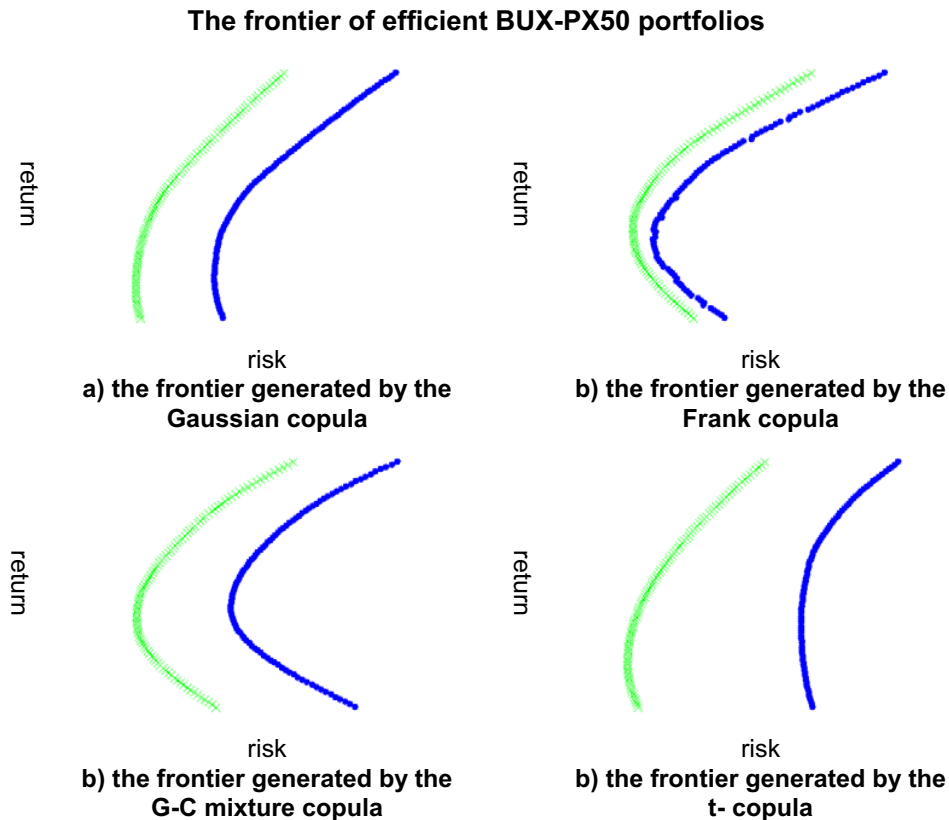 The frontier of efficient BUX-PX50 portfolios
return
risk
a) the frontier generated by the
Gaussian copula
return
risk
b) the frontier generated by the
Frank copula
return
risk
b) the frontier generated by the
G-C mixture copula
return
risk
b) the frontier generated by the
t- copula